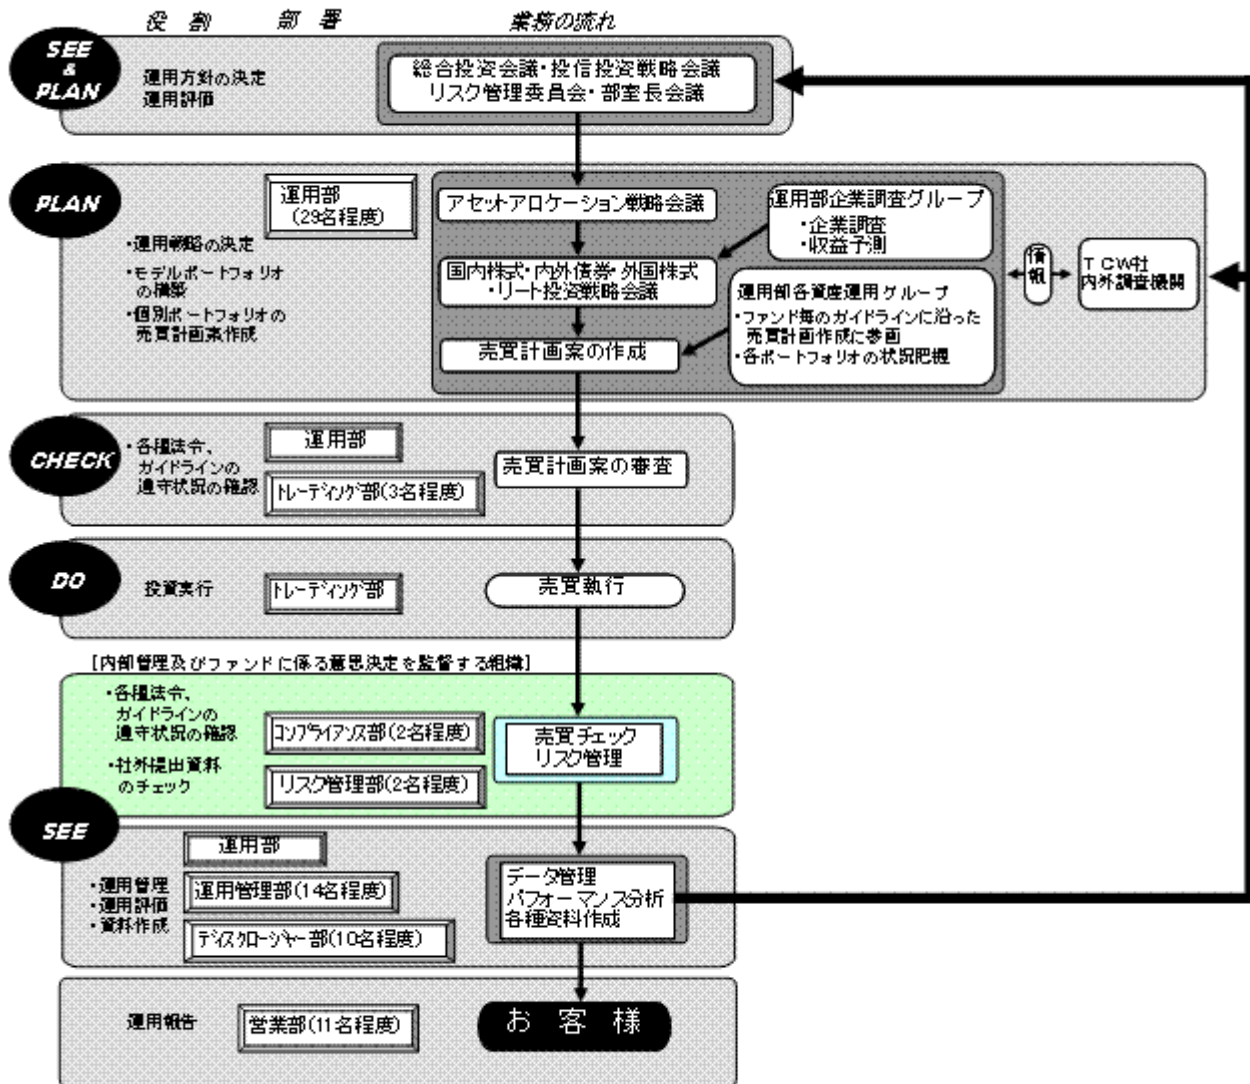 役 割
部 署
業務の流れ
SEE
&
PLAN
運用方針の決定
運用評価
総合投資会議・投信投資戦略会議
リスク管理委員会・部室長会議
PLAN
運用部
(29名程度)
・運用戦略の決定
・モデルポートフォリオ
の構築
・個別ポートフォリオの
売買計画案作成
アセットアロケーション戦略会議
国内株式・内外債券・外国株式
・リート投資戦略会議
売買計画案の作成
運用部企業調査グループ
・企業調査
・収益予測
運用部各資産運用グループ
・ファンド毎のガイドラインに沿った
売買計画作成に参画
・各ポートフォリオの状況把握
情報
TCW社
内外調査機関
CHECK
・各種法令、
ガイドラインの
遵守状況の確認
運用部
トレーディング部(3名程度)
売買計画案の審査
DO
投資実行
トレーディング部
売買執行
[内部管理及びファンドに係る意思決定を監督する組織]
・各種法令、
ガイドラインの
遵守状況の確認
・社外提出資料
のチェック
コンプライアンス部(2名程度)
リスク管理部(2名程度)
売買チェック
リスク管理
SEE
・運用管理
・運用評価
・資料作成
運用部
運用管理部(14名程度)
ディスクロージャー部(10名程度)
データ管理
パフォーマンス分析
各種資料作成
運用報告
営業部(11名程度)
お 客 様